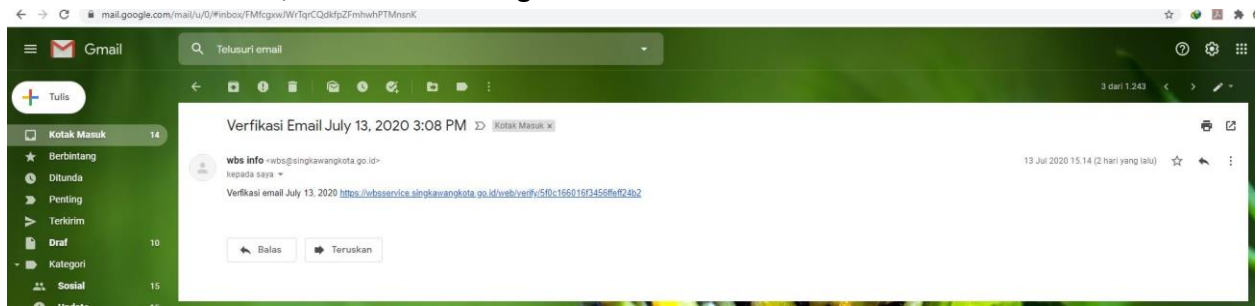 mail.google.com/mail/u/0/#inbox/FMfcgxwJWrTqrCQdkfpZFmhwhPTMnsnK
Gmail
Telusuri email
Tulis
3 dari 1.243
Kotak Masuk 14
Berbintang
Ditunda
Penting
Terkirim
Draf 10
Kategori
Sosial 15
Verfikasi Email July 13, 2020 3:08 PM Kotak Masuk x
wbs info <wbs@singkawangkota.go.id>
13 Jul 2020 15.14 (2 hari yang lalu)
kepada saya
Verfikasi email July 13, 2020 https://wbsservice.singkawangkota.go.id/web/verify/5f0c166016f3456ffeff24b2
Balas
Teruskan